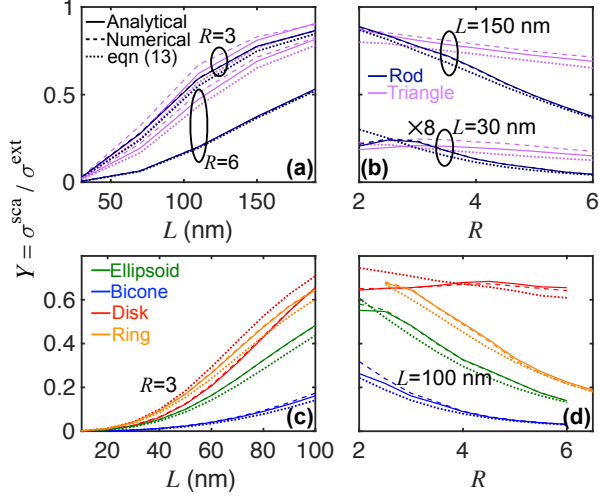 Y = σ^sca / σ^ext
1
0.5
0
Analytical
Numerical
eqn (13)
R=3
R=6
(a)
50 100 150
L (nm)
L=150 nm
Rod
Triangle
×8
L=30 nm
(b)
2 4 6
R
0.6
0.4
0.2
0
Ellipsoid
Bicone
Disk
Ring
R=3
(c)
20 40 60 80 100
L (nm)
L=100 nm
(d)
2 4 6
R